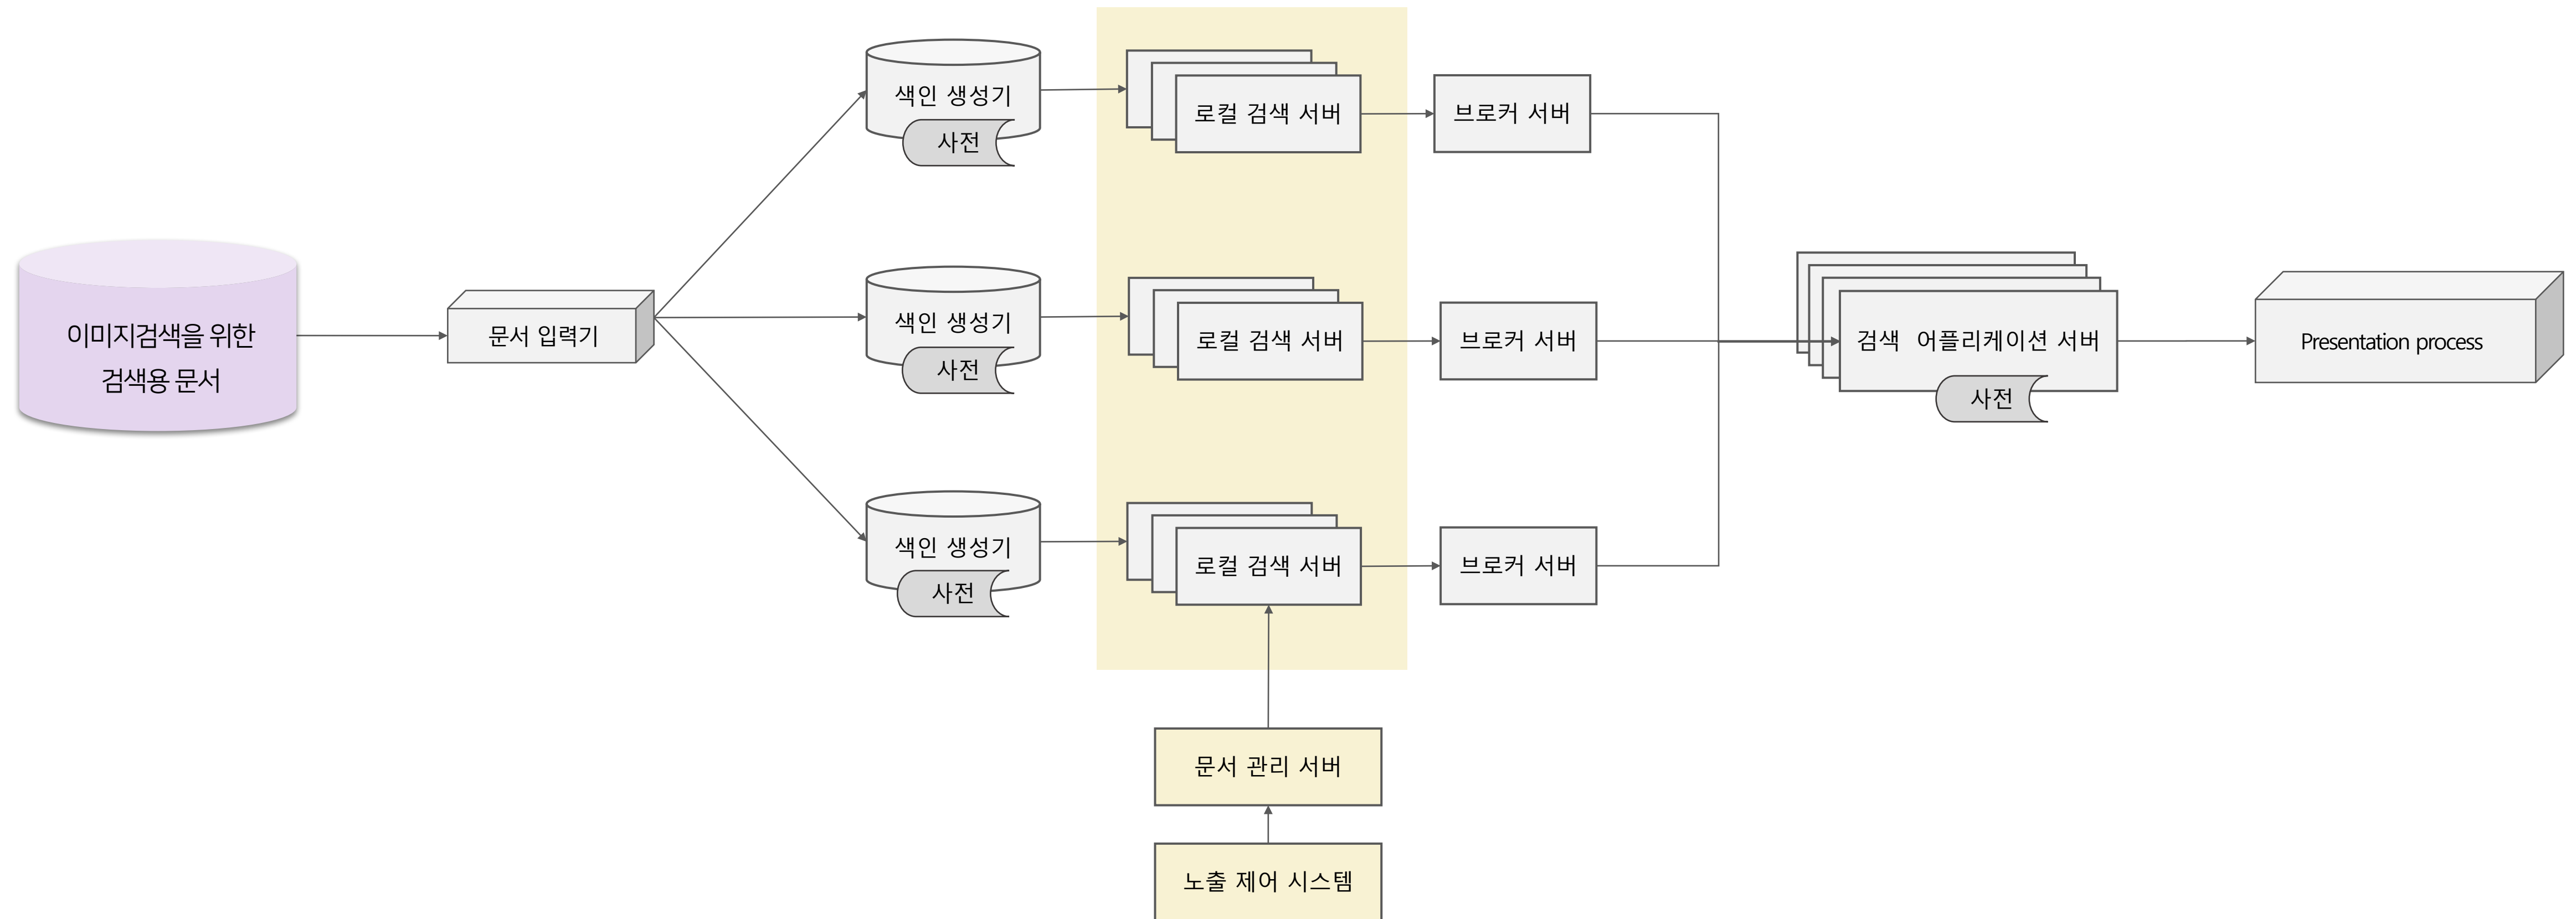 색인 생성기
사전
로컬 검색 서버
브로커 서버
이미지검색을 위한
검색용 문서
문서 입력기
색인 생성기
사전
로컬 검색 서버
브로커 서버
검색 어플리케이션 서버
사전
Presentation process
색인 생성기
사전
로컬 검색 서버
브로커 서버
문서 관리 서버
노출 제어 시스템